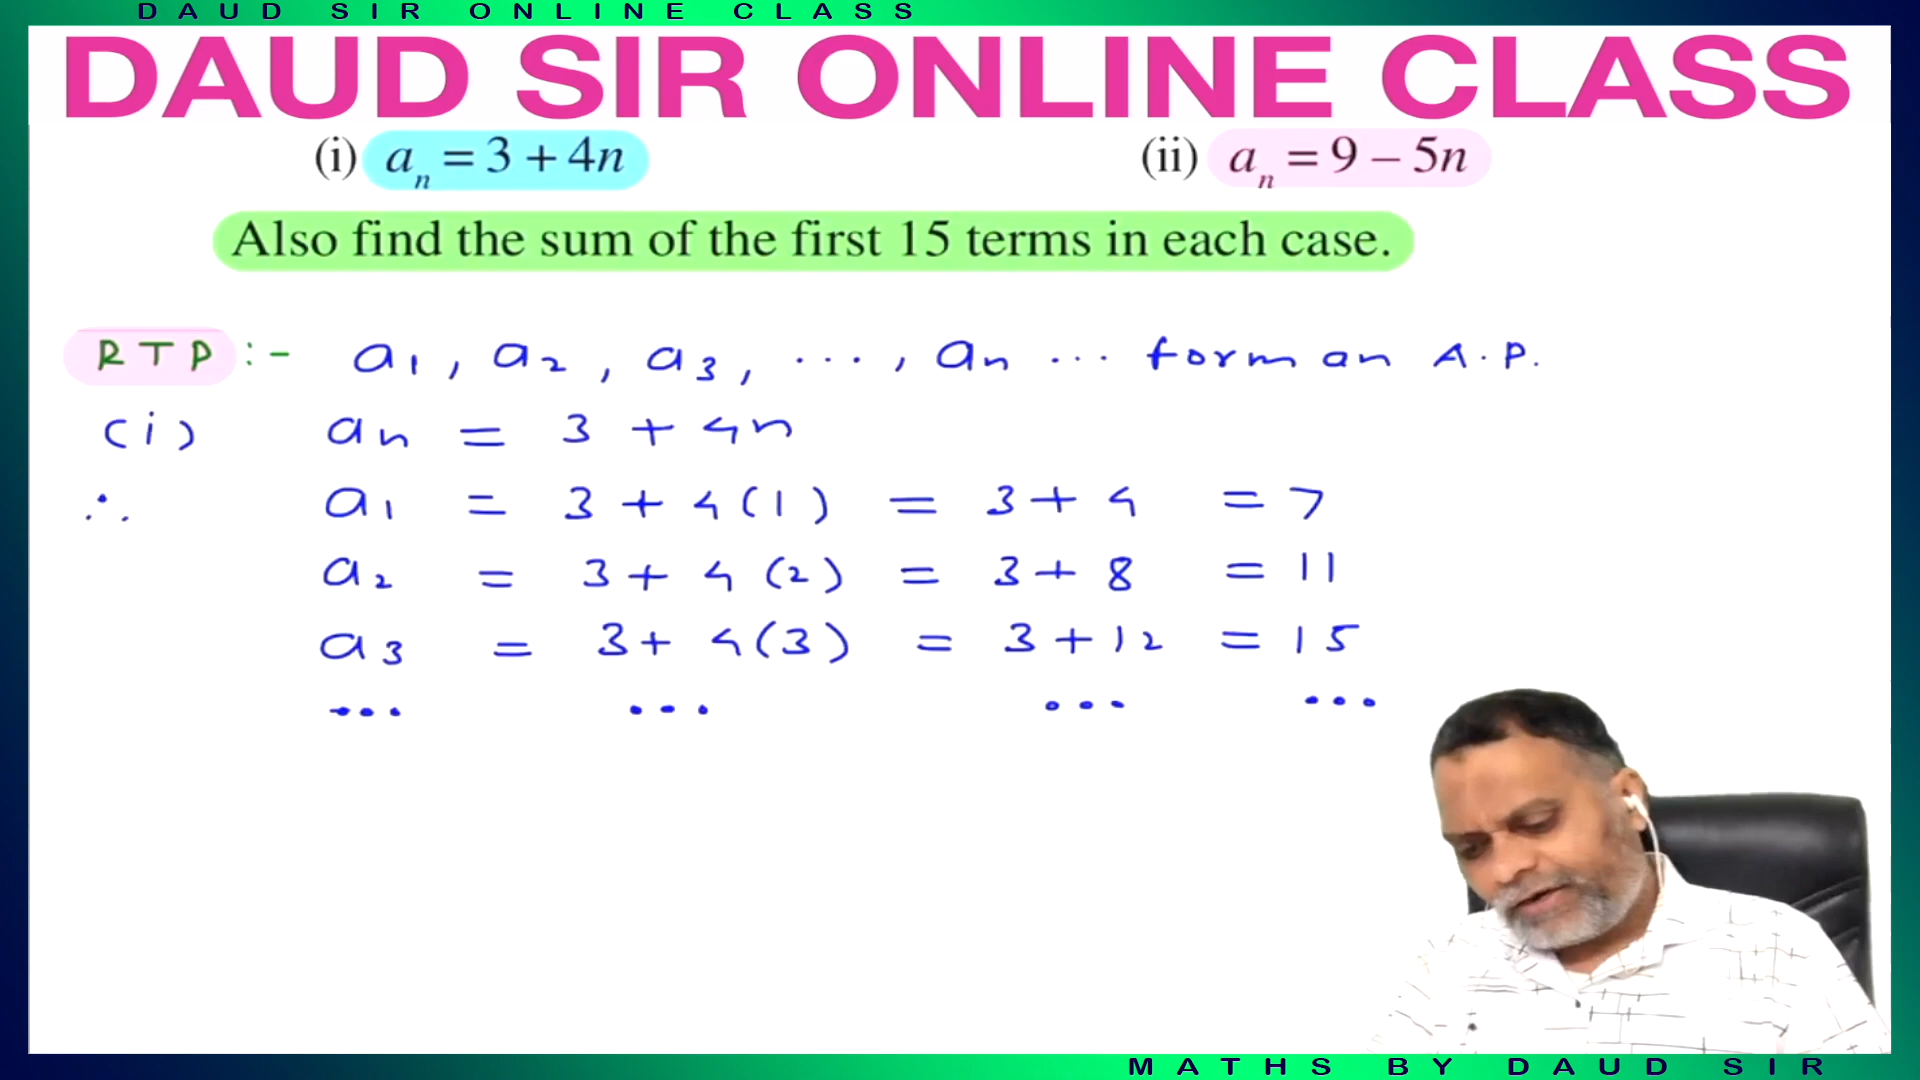 DAUD SIR ONLINE CLASS
DAUD SIR ONLINE CLASS
(i) aₙ = 3 + 4n (ii) aₙ = 9 – 5n
Also find the sum of the first 15 terms in each case.
RTP :- a₁, a₂, a₃, ..., aₙ ... form an A.P.
(i) aₙ = 3 + 4n
∴ a₁ = 3 + 4(1) = 3 + 4 = 7
a₂ = 3 + 4(2) = 3 + 8 = 11
a₃ = 3 + 4(3) = 3 + 12 = 15
... ... ... ...
MATHS BY DAUD SIR